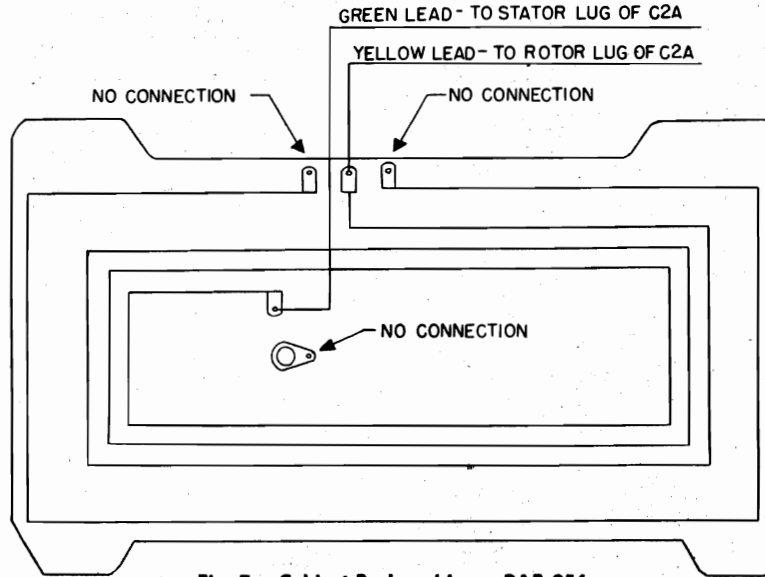 GREEN LEAD - TO STATOR LUG OF C2A
YELLOW LEAD - TO ROTOR LUG OF C2A
NO CONNECTION
NO CONNECTION
NO CONNECTION